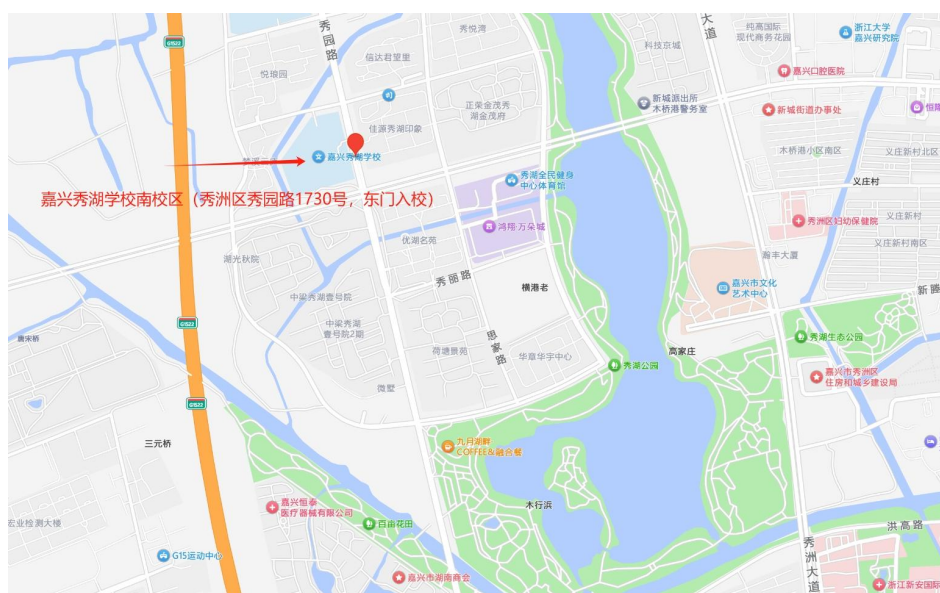 秀园路
秀悦湾
大道
纯高国际
现代商务花园
浙江大学
嘉兴研究院
G1522
信达君望里
科技京城
悦琅园
嘉兴口腔医院
正荣金茂秀
湖金茂府
新城派出所
木桥港警务室
新城街道办事处
佳源秀湖印象
嘉兴秀湖学校
木桥港小区南区
义庄新村北区
秀湖全民健身
中心体育馆
义庄村
嘉兴秀湖学校南校区（秀洲区秀园路1730号，东门入校）
鸿翔·万朵城
秀洲区妇幼保健院
义庄新村
优湖名苑
义庄新村南区
湖光秋院
瀚丰大厦
秀丽路
横港老
嘉兴市文化
艺术中心
新塍
中梁秀湖壹号院
G1522
中梁秀湖
壹号院2期
思家路
唐宋桥
荷塘景苑
华章华宇中心
高家庄
秀湖生态公园
秀湖公园
嘉兴市秀洲区
住房和城乡建设局
微墅
G1522
三元桥
九月湖畔
COFFEE&融合餐
嘉兴恒泰
医疗器械有限公司
木行浜
宏业检测大楼
百亩花田
洪高路
G15运动中心
秀洲大道
嘉兴市湖南商会
浙江新安国际